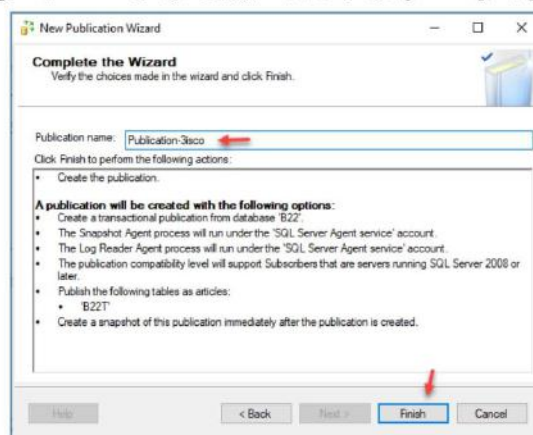 New Publication Wizard
Complete the Wizard
Verify the choices made in the wizard and click Finish.
Publication name: Publication-3isco
Click Finish to perform the following actions:
• Create the publication.
A publication will be created with the following options:
• Create a transactional publication from database 'B22'.
• The Snapshot Agent process will run under the 'SQL Server Agent service' account.
• The Log Reader Agent process will run under the 'SQL Server Agent service' account.
• The publication compatibility level will support Subscribers that are servers running SQL Server 2008 or
later.
• Publish the following tables as articles:
• 'B22T'
• Create a snapshot of this publication immediately after the publication is created.
Help < Back Next > Finish Cancel